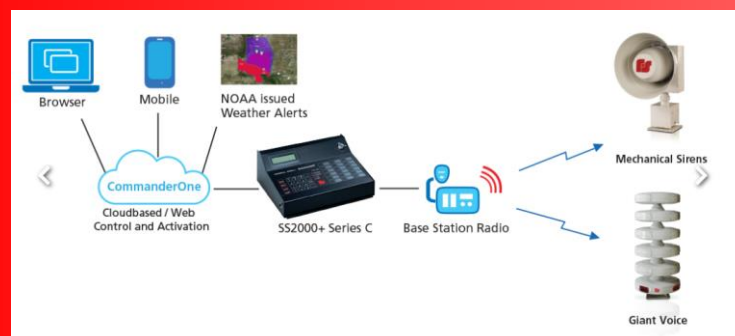 Browser
Mobile
NOAA issued
Weather Alerts
CommanderOne
Cloudbased / Web
Control and Activation
SS2000+ Series C
Base Station Radio
Mechanical Sirens
Giant Voice